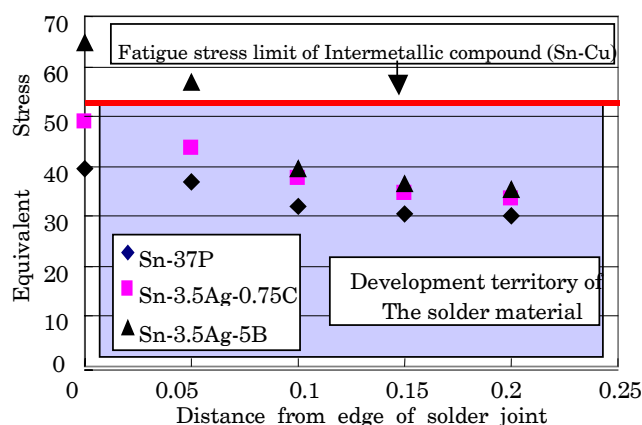 70
60
50
40
30
20
10
0
Equivalent Stress
Fatigue stress limit of Intermetallic compound (Sn-Cu)
Sn-37P
Sn-3.5Ag-0.75C
Sn-3.5Ag-5B
Development territory of
The solder material
0 0.05 0.1 0.15 0.2 0.25
Distance from edge of solder joint